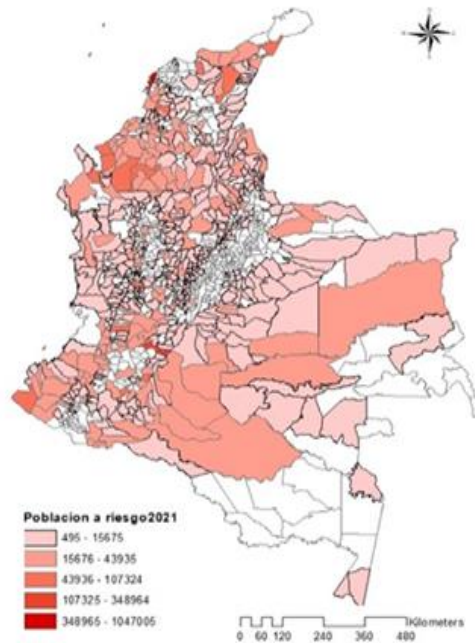 Poblacion a riesgo2021
495 - 15675
15676 - 43935
43936 - 107324
107325 - 348964
348965 - 1047005
Kilometers
0 60 120 240 360 480